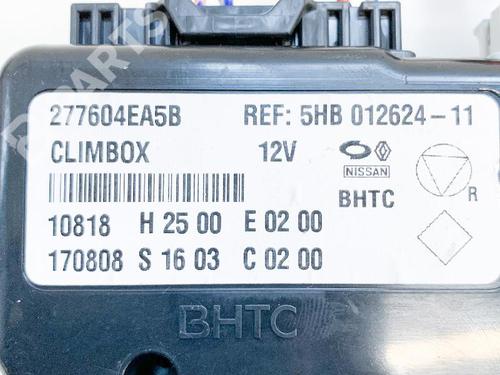 277604EA5B REF: 5HB 012624-11
CLIMBOX 12V
NISSAN
BHTC R
10818 H 25 00 E 02 00
170808 S 16 03 C 02 00
BHTC